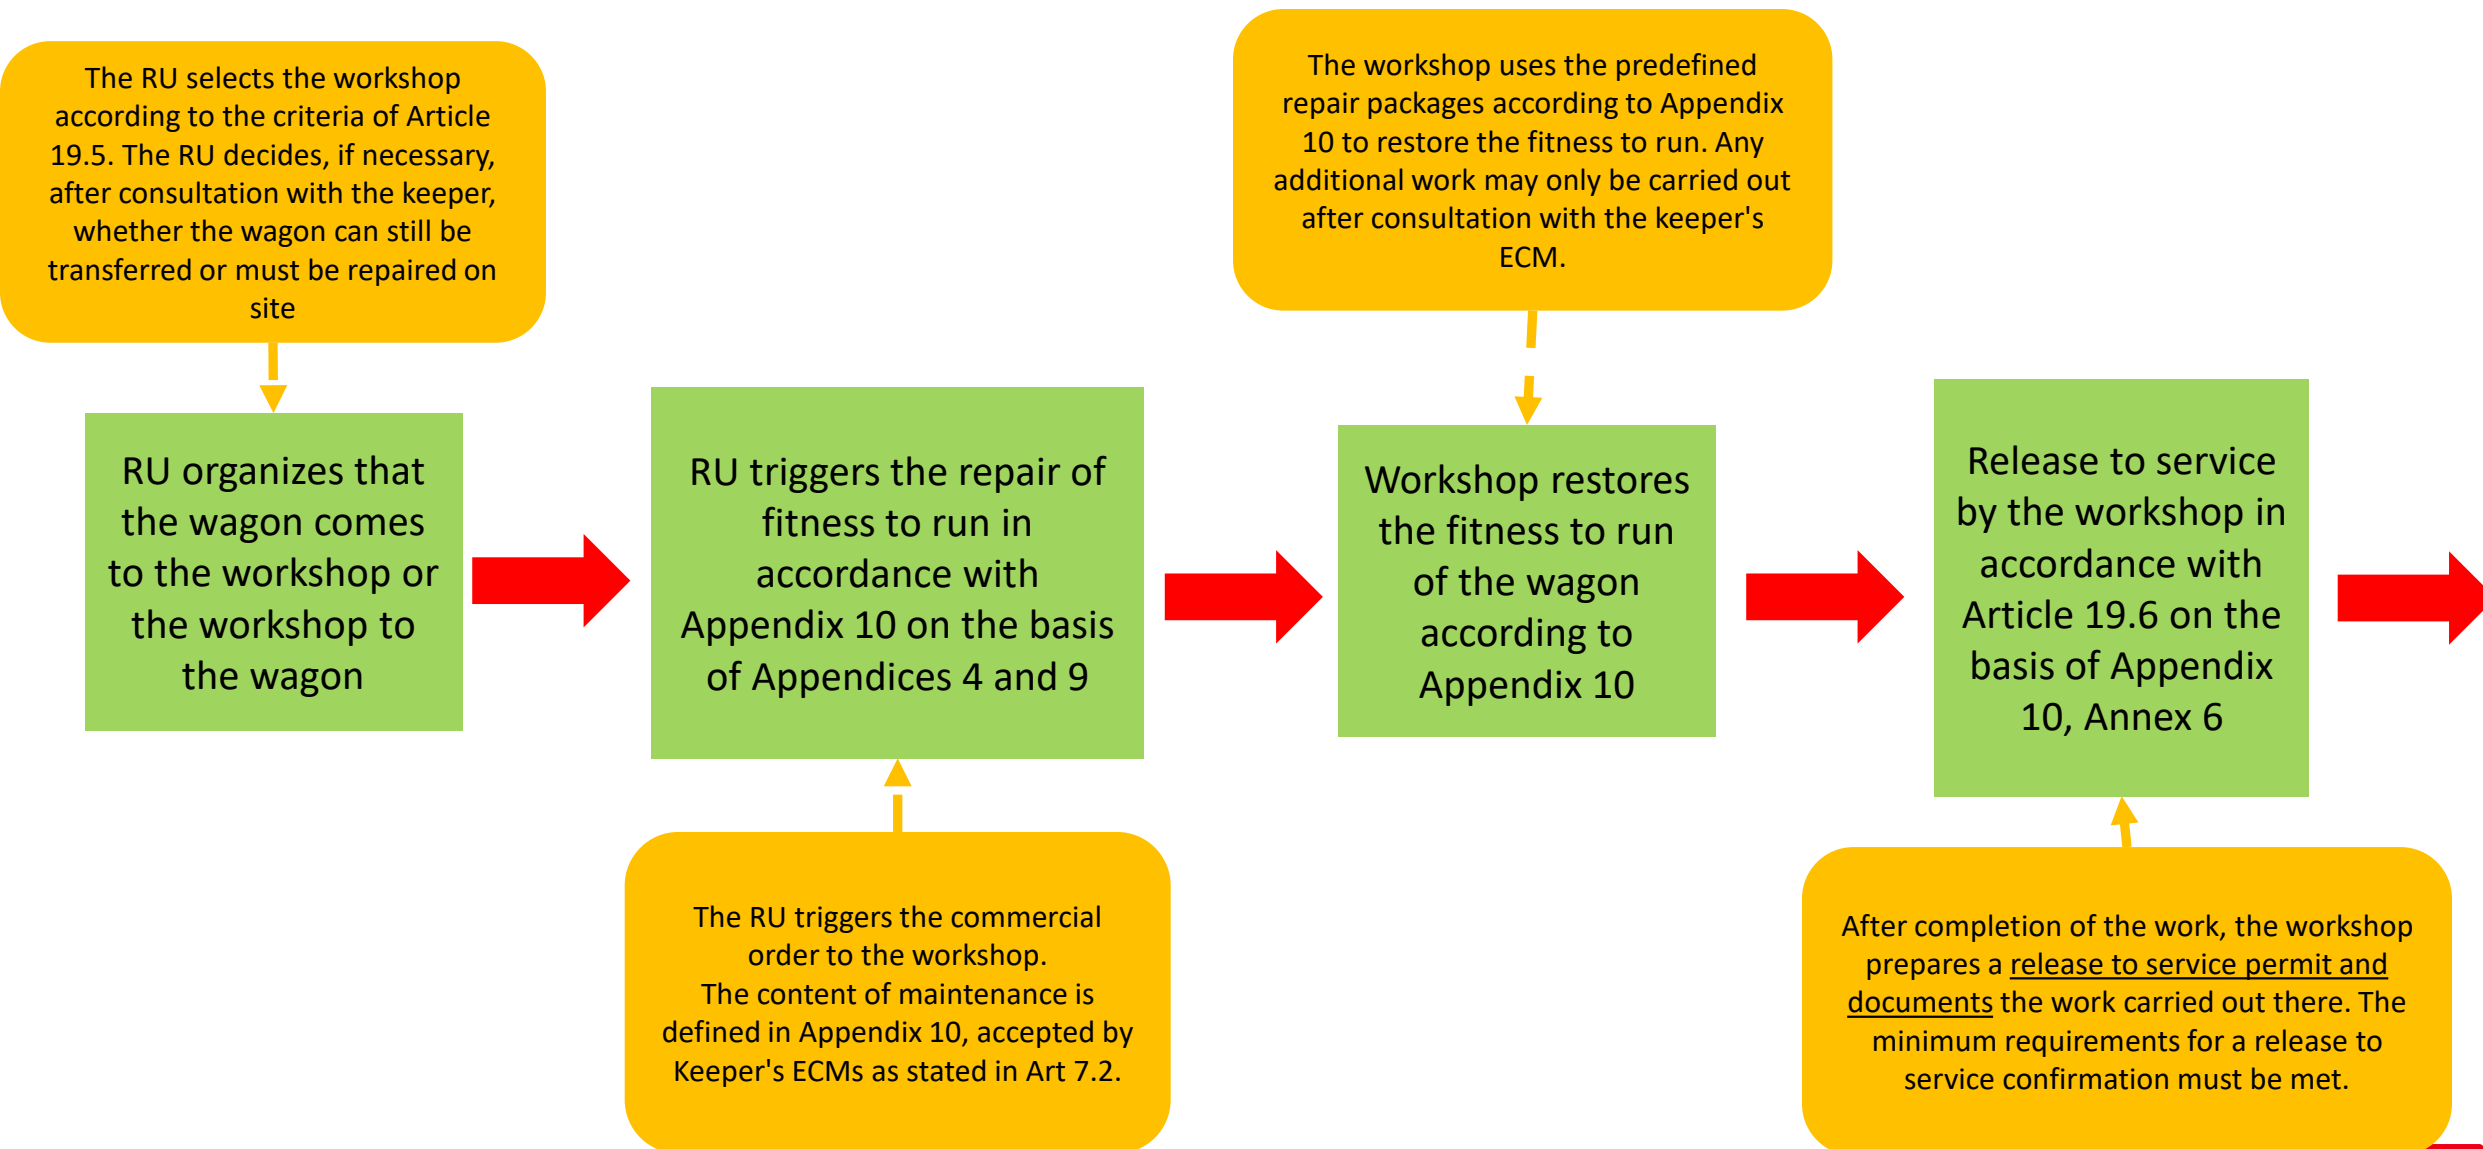 The RU selects the workshop
according to the criteria of Article
19.5. The RU decides, if necessary,
after consultation with the keeper,
whether the wagon can still be
transferred or must be repaired on
site
The workshop uses the predefined
repair packages according to Appendix
10 to restore the fitness to run. Any
additional work may only be carried out
after consultation with the keeper's
ECM.
RU organizes that
the wagon comes
to the workshop or
the workshop to
the wagon
RU triggers the repair of
fitness to run in
accordance with
Appendix 10 on the basis
of Appendices 4 and 9
Workshop restores
the fitness to run
of the wagon
according to
Appendix 10
Release to service
by the workshop in
accordance with
Article 19.6 on the
basis of Appendix
10, Annex 6
The RU triggers the commercial
order to the workshop.
The content of maintenance is
defined in Appendix 10, accepted by
Keeper's ECMs as stated in Art 7.2.
After completion of the work, the workshop
prepares a release to service permit and
documents the work carried out there. The
minimum requirements for a release to
service confirmation must be met.